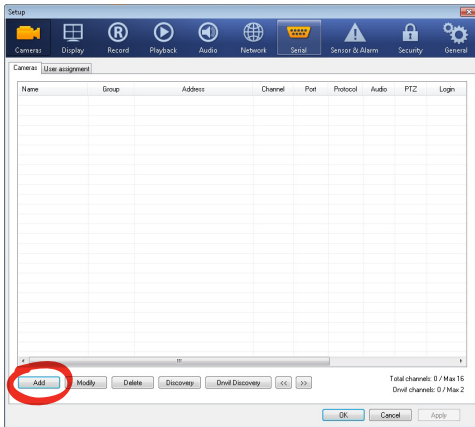 Setup
Cameras Display Record Playback Audio Network Serial Sensor & Alarm Security General
Cameras User assignment
Name Group Address Channel Port Protocol Audio PTZ Login
Add Modify Delete Discovery Onvif Discovery << >>
Total channels: 0 / Max 16
Onvif channels: 0 / Max 2
OK Cancel Apply